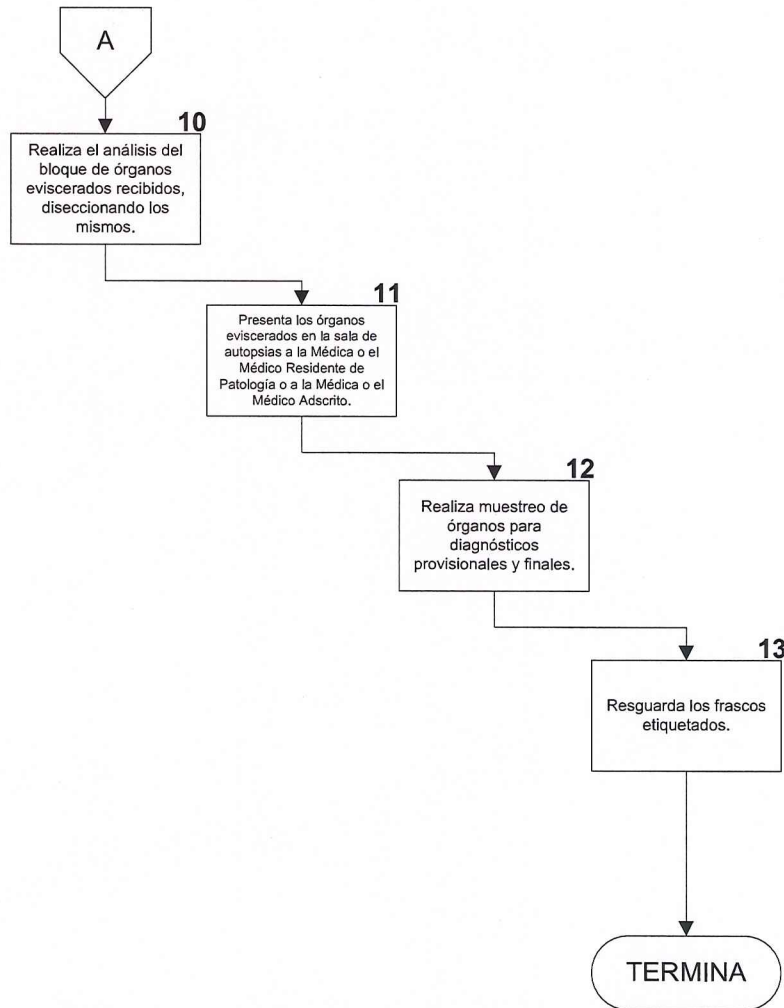 A
10
Realiza el análisis del
bloque de órganos
eviscerados recibidos,
diseccionando los
mismos.
11
Presenta los órganos
eviscerados en la sala de
autopsias a la Médica o el
Médico Residente de
Patología o a la Médica o el
Médico Adscrito.
12
Realiza muestreo de
órganos para
diagnósticos
provisionales y finales.
13
Resguarda los frascos
etiquetados.
TERMINA